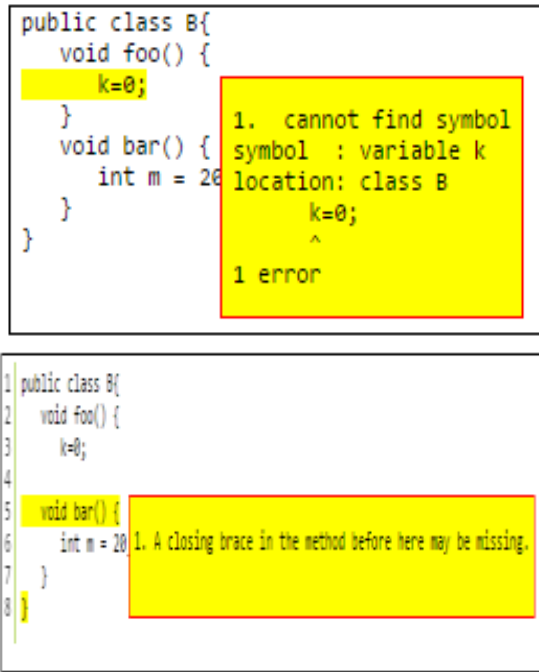 public class B{
void foo() {
k=0;
}
void bar() {
int m = 20
}
}
1. cannot find symbol
symbol : variable k
location: class B
k=0;
^
1 error
1 public class B{
2 void foo() {
3 k=0;
4
5 void bar() {
6 int m = 20
7 }
8 }
1. A closing brace in the method before here may be missing.